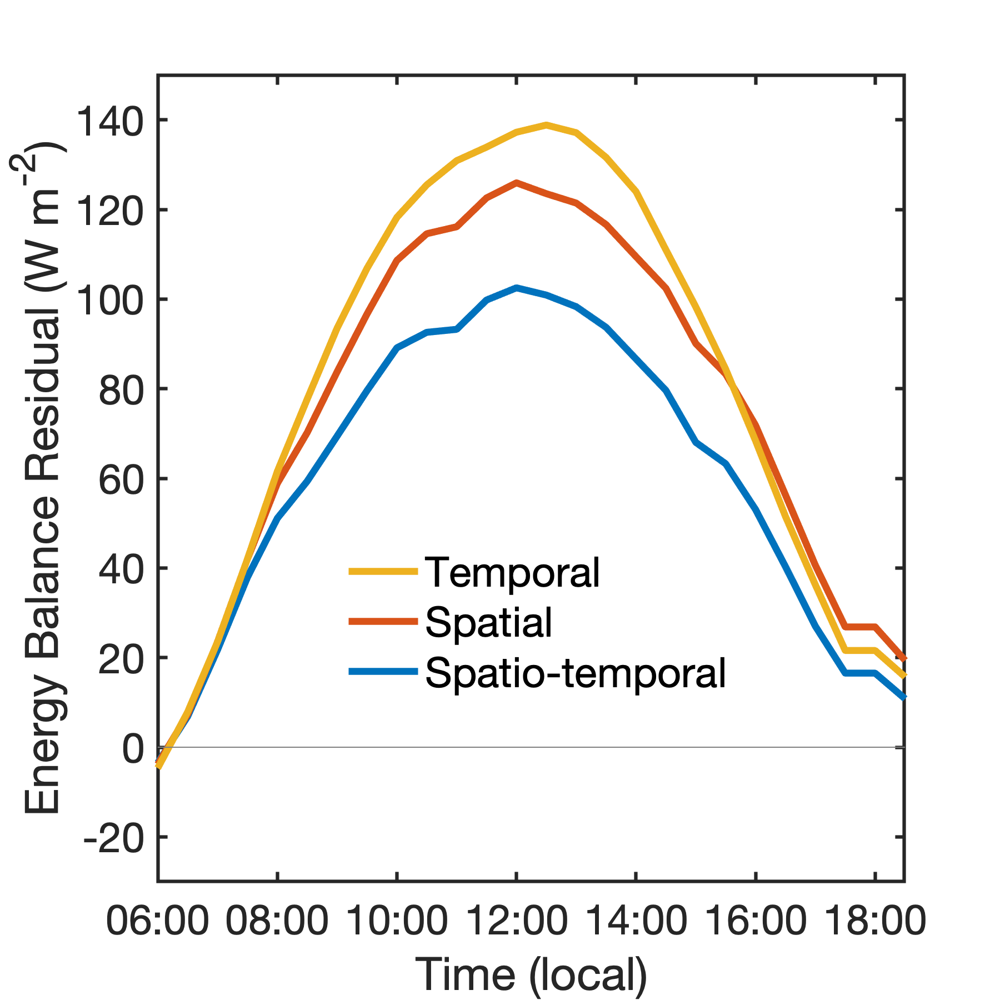 Energy Balance Residual (W m⁻²)
140
120
100
80
60
40
20
0
-20
Temporal
Spatial
Spatio-temporal
06:00 08:00 10:00 12:00 14:00 16:00 18:00
Time (local)